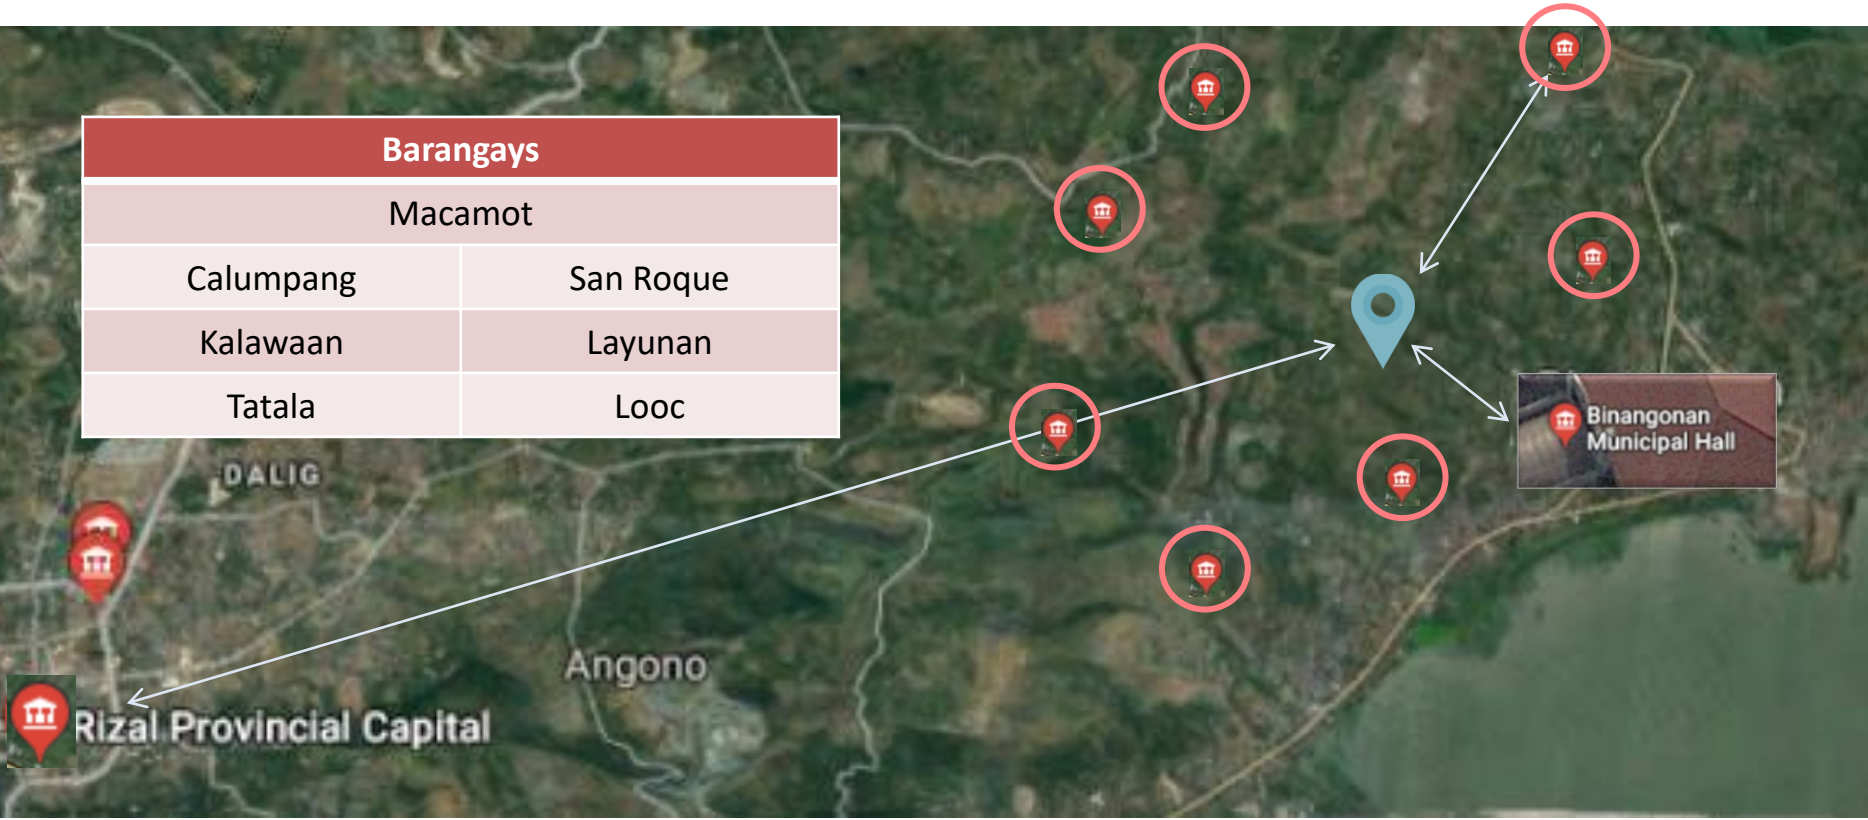 Barangays
Macamot
Calumpang
San Roque
Kalawaan
Layunan
Tatala
Looc
DALIG
Binangonan
Municipal Hall
Angono
Rizal Provincial Capital